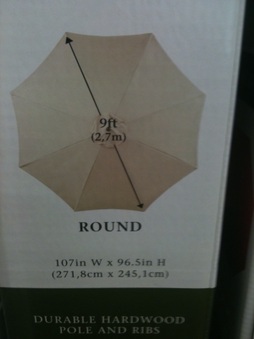 9ft
(2,7m)
ROUND
107in W x 96.5in H
(271,8cm x 245,1cm)
DURABLE HARDWOOD
POLE AND RIBS